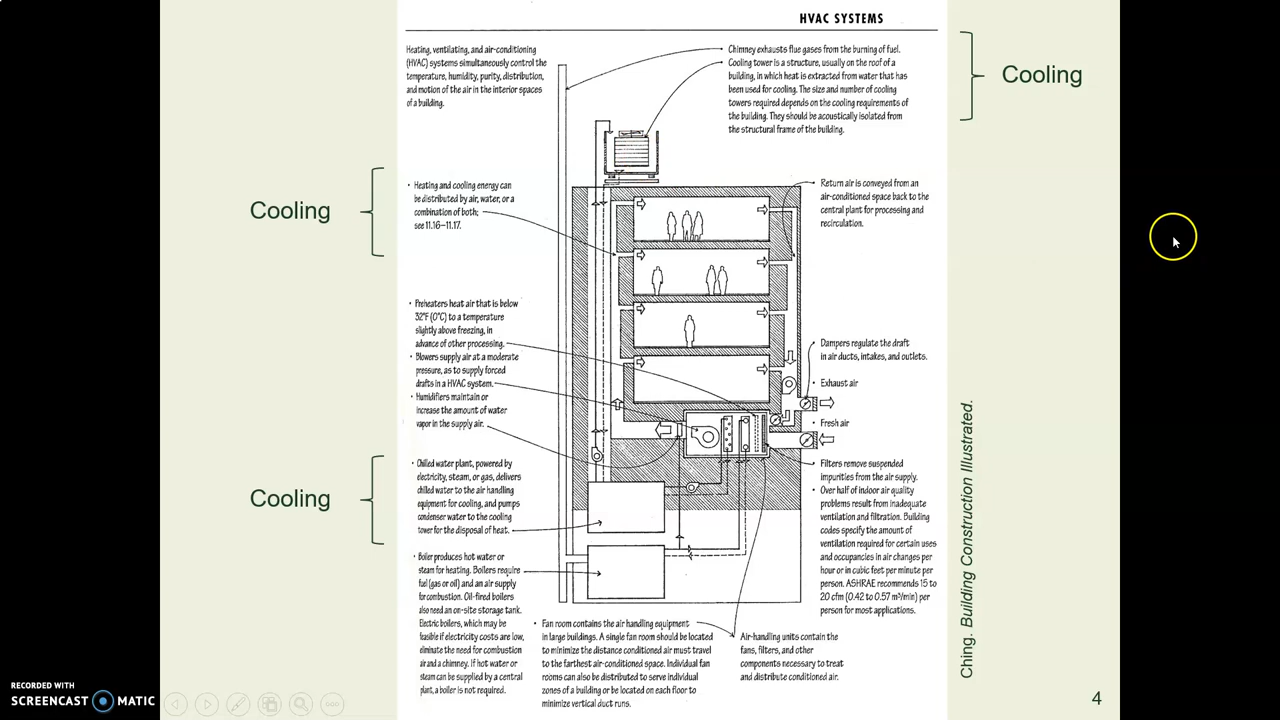 HVAC SYSTEMS
Heating, ventilating, and air-conditioning
(HVAC) systems simultaneously control the
temperature, humidity, purity, distribution,
and motion of the air in the interior spaces
of a building.
Chimney exhausts flue gases from the burning of fuel.
Cooling tower is a structure, usually on the roof of a
building, in which heat is extracted from water that has
been used for cooling. The size and number of cooling
towers required depends on the cooling requirements of
the building. They should be acoustically isolated from
the structural frame of the building.
Cooling
Cooling
• Heating and cooling energy can
be distributed by air, water, or a
combination of both;
see 11.16–11.17.
Return air is conveyed from an
air-conditioned space back to the
central plant for processing and
recirculation.
• Preheaters heat air that is below
32°F (0°C) to a temperature
slightly above freezing, in
advance of other processing.
• Blowers supply air at a moderate
pressure, as to supply forced
drafts in a HVAC system.
• Humidifiers maintain or
increase the amount of water
vapor in the supply air.
• Dampers regulate the draft
in air ducts, intakes, and outlets.
• Exhaust air
• Fresh air
Cooling
• Chilled water plant, powered by
electricity, steam, or gas, delivers
chilled water to the air handling
equipment for cooling, and pumps
condenser water to the cooling
tower for the disposal of heat.
• Filters remove suspended
impurities from the air supply.
• Over half of indoor air quality
problems result from inadequate
ventilation and filtration. Building
codes specify the amount of
ventilation required for certain uses
and occupancies in air changes per
hour or in cubic feet per minute per
person. ASHRAE recommends 15 to
20 cfm (0.42 to 0.57 m³/min) per
person for most applications.
• Boiler produces hot water or
steam for heating. Boilers require
fuel (gas or oil) and an air supply
for combustion. Oil-fired boilers
also need an on-site storage tank.
Electric boilers, which may be
feasible if electricity costs are low,
eliminate the need for combustion
air and a chimney. If hot water or
steam can be supplied by a central
plant, a boiler is not required.
• Fan room contains the air handling equipment
in large buildings. A single fan room should be located
to minimize the distance conditioned air must travel
to the farthest air-conditioned space. Individual fan
rooms can also be distributed to serve individual
zones of a building or be located on each floor to
minimize vertical duct runs.
Air-handling units contain the
fans, filters, and other
components necessary to treat
and distribute conditioned air.
Ching. Building Construction Illustrated.
4
RECORDED WITH
SCREENCAST MATIC